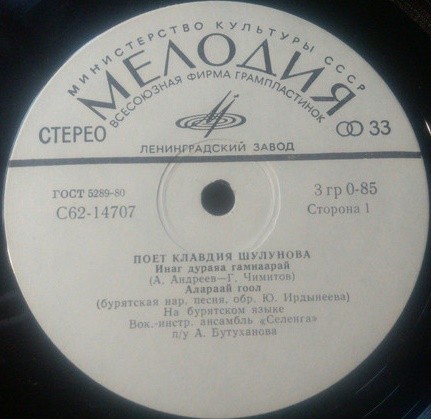 МИНИСТЕРСТВО КУЛЬТУРЫ СССР
МЕЛОДИЯ
ВСЕСОЮЗНАЯ ФИРМА ГРАМПЛАСТИНОК
СТЕРЕО
33
ЛЕНИНГРАДСКИЙ ЗАВОД
ГОСТ 5289-80
3 гр 0-85
С62-14707
Сторона 1
ПОЕТ КЛАВДИЯ ШУЛУНОВА
Инаг дураяа гамнаарай
(А. Андреев—Г. Чимитов)
Алараай гоол
(бурятская нар. песня, обр. Ю. Ирдынеева)
На бурятском языке
Вок.-инстр. ансамбль «Селенга»
п/у А. Бутуханова